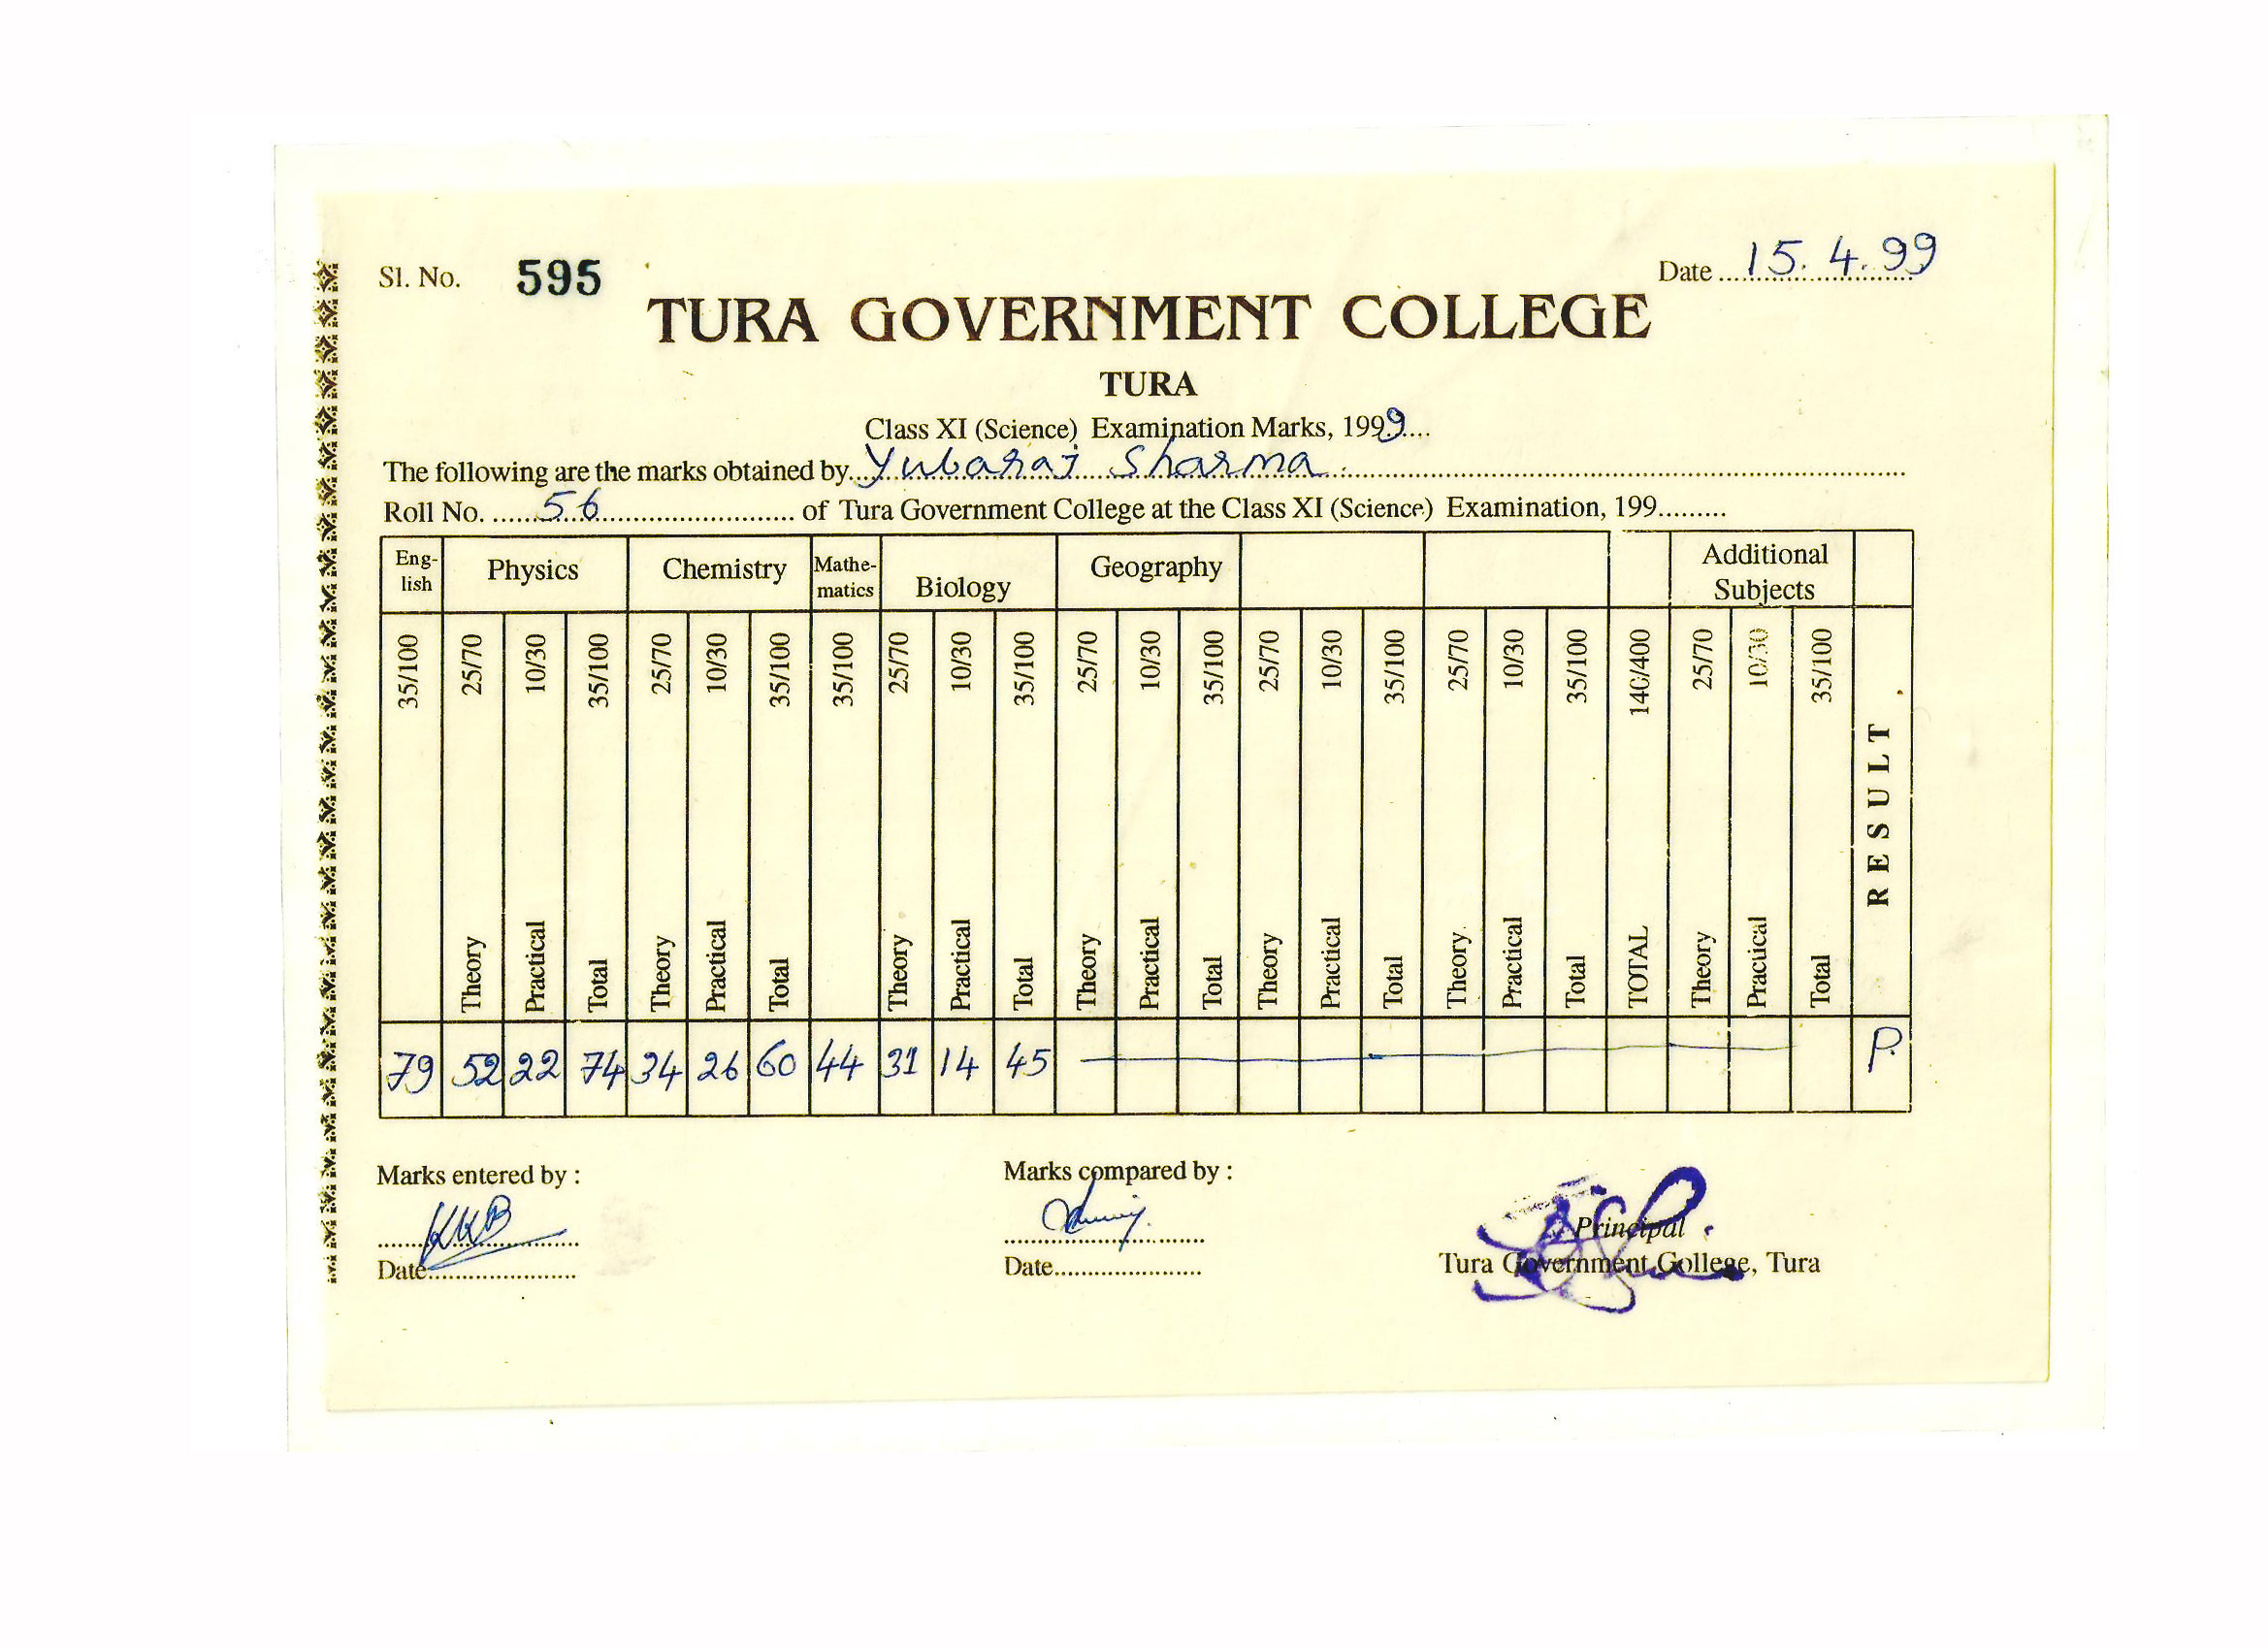 Sl. No. 595
Date 15.4.99
TURA GOVERNMENT COLLEGE
TURA
Class XI (Science) Examination Marks, 1999....
The following are the marks obtained by Yubaraj Sharma
Roll No. 56 of Tura Government College at the Class XI (Science) Examination, 199.........
Eng-lish Physics Chemistry Mathe-matics Biology Geography Additional Subjects
35/100 25/70 10/30 35/100 25/70 10/30 35/100 35/100 25/70 10/30 35/100 25/70 10/30 35/100 25/70 10/30 35/100 25/70 10/30 35/100 140/400 25/70 10/30 35/100 RESULT
Theory Practical Total Theory Practical Total Theory Practical Total Theory Practical Total Theory Practical Total Theory Practical Total TOTAL Theory Practical Total
79 52 22 74 34 26 60 44 31 14 45 P.
Marks entered by :
KKB
Date......................
Marks compared by :
Date......................
Principal
Tura Government College, Tura